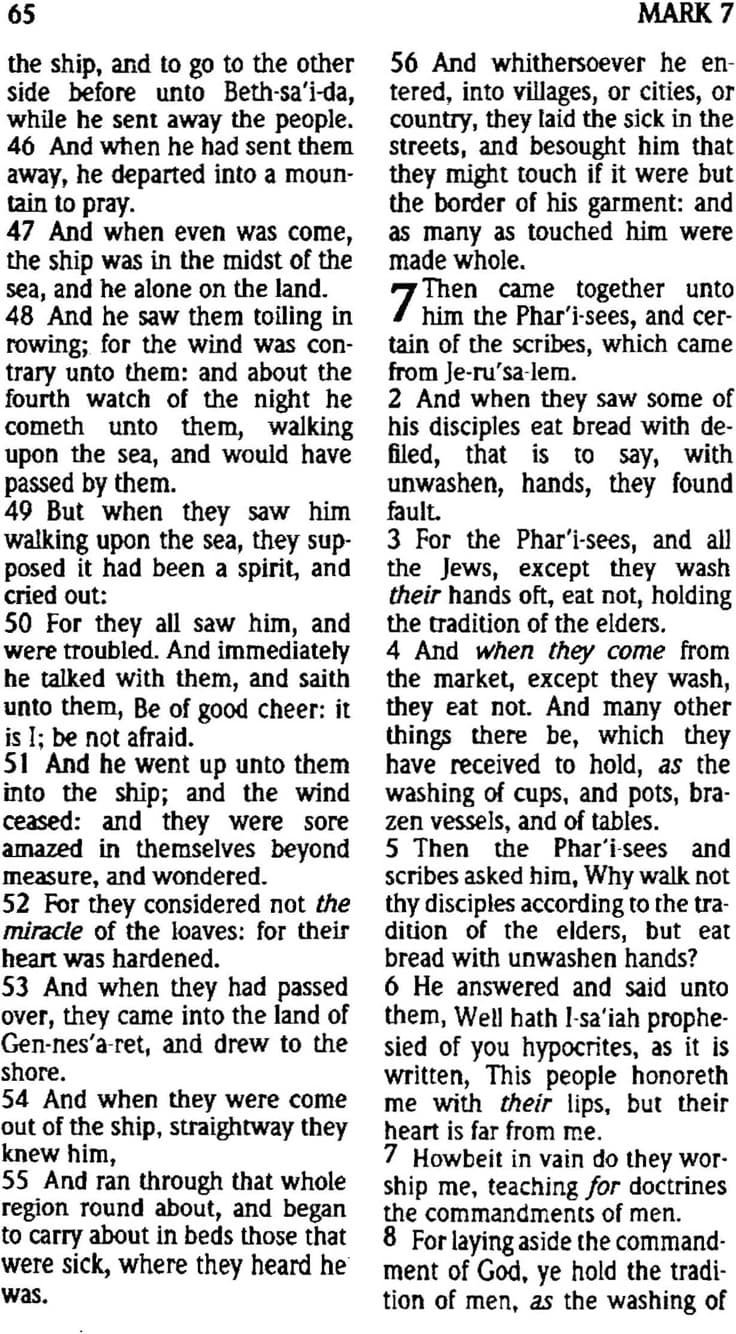 65
MARK 7
the ship, and to go to the other
side before unto Beth-sa'i-da,
while he sent away the people.
46 And when he had sent them
away, he departed into a moun-
tain to pray.
47 And when even was come,
the ship was in the midst of the
sea, and he alone on the land.
48 And he saw them toiling in
rowing; for the wind was con-
trary unto them: and about the
fourth watch of the night he
cometh unto them, walking
upon the sea, and would have
passed by them.
49 But when they saw him
walking upon the sea, they sup-
posed it had been a spirit, and
cried out:
50 For they all saw him, and
were troubled. And immediately
he talked with them, and saith
unto them, Be of good cheer: it
is I; be not afraid.
51 And he went up unto them
into the ship; and the wind
ceased: and they were sore
amazed in themselves beyond
measure, and wondered.
52 For they considered not the
miracle of the loaves: for their
heart was hardened.
53 And when they had passed
over, they came into the land of
Gen-nes'a-ret, and drew to the
shore.
54 And when they were come
out of the ship, straightway they
knew him,
55 And ran through that whole
region round about, and began
to carry about in beds those that
were sick, where they heard he
was.
56 And whithersoever he en-
tered, into villages, or cities, or
country, they laid the sick in the
streets, and besought him that
they might touch if it were but
the border of his garment: and
as many as touched him were
made whole.
7 Then came together unto
him the Phar'i-sees, and cer-
tain of the scribes, which came
from Je-ru'sa-lem.
2 And when they saw some of
his disciples eat bread with de-
filed, that is to say, with
unwashen, hands, they found
fault.
3 For the Phar'i-sees, and all
the Jews, except they wash
their hands oft, eat not, holding
the tradition of the elders.
4 And when they come from
the market, except they wash,
they eat not. And many other
things there be, which they
have received to hold, as the
washing of cups, and pots, bra-
zen vessels, and of tables.
5 Then the Phar'i-sees and
scribes asked him, Why walk not
thy disciples according to the tra-
dition of the elders, but eat
bread with unwashen hands?
6 He answered and said unto
them, Well hath I-sa'iah prophe-
sied of you hypocrites, as it is
written, This people honoreth
me with their lips, but their
heart is far from me.
7 Howbeit in vain do they wor-
ship me, teaching for doctrines
the commandments of men.
8 For laying aside the command-
ment of God, ye hold the tradi-
tion of men, as the washing of